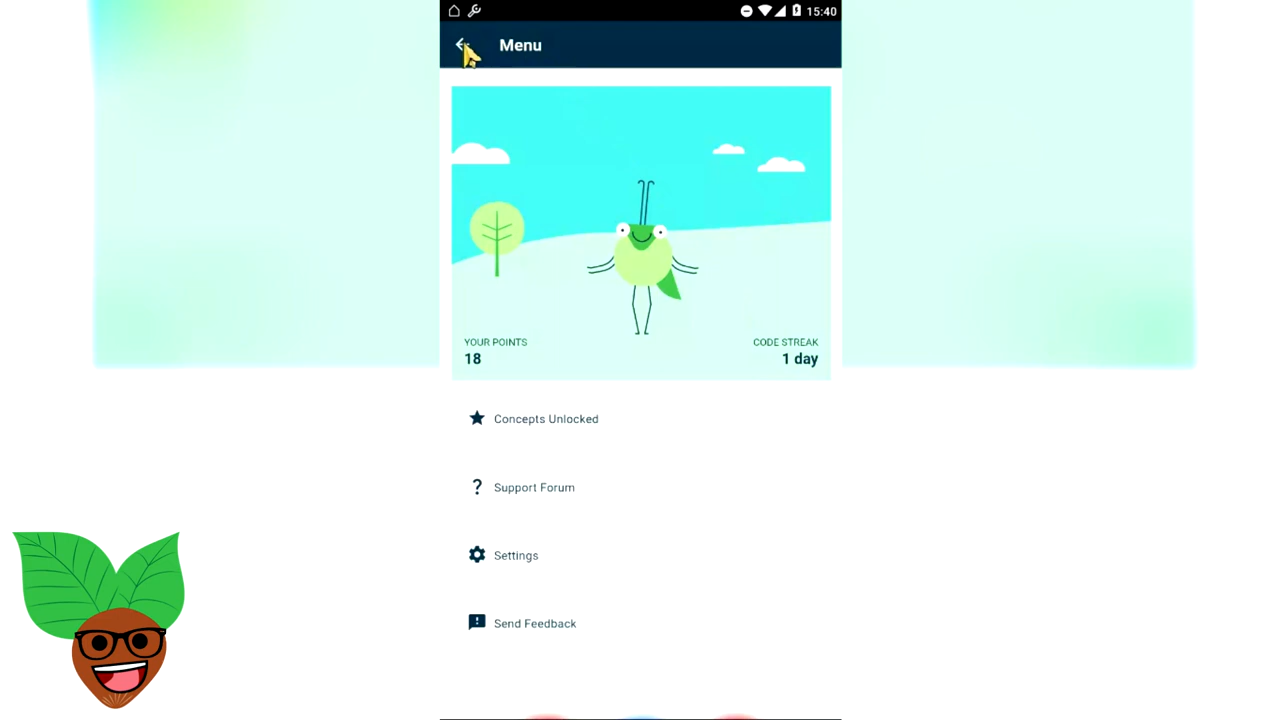 15:40
Menu
YOUR POINTS CODE STREAK
18 1 day
Concepts Unlocked
? Support Forum
Settings
Send Feedback